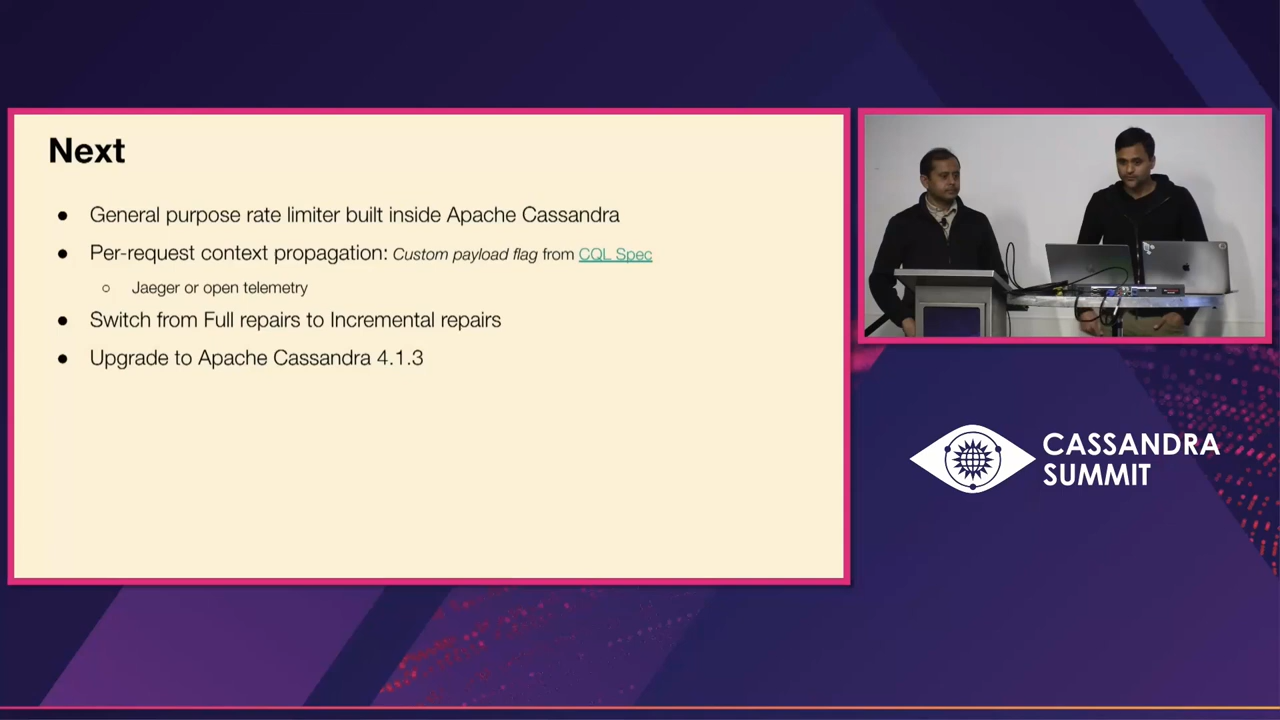 Next
● General purpose rate limiter built inside Apache Cassandra
● Per-request context propagation: Custom payload flag from CQL Spec
○ Jaeger or open telemetry
● Switch from Full repairs to Incremental repairs
● Upgrade to Apache Cassandra 4.1.3
CASSANDRA
SUMMIT